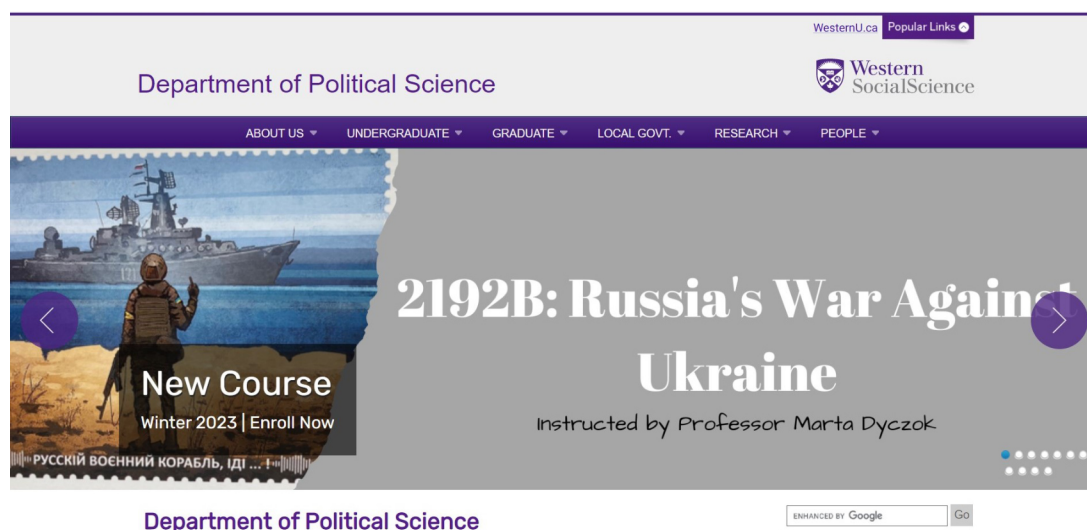 WesternU.ca Popular Links
Department of Political Science
Western
SocialScience
ABOUT US UNDERGRADUATE GRADUATE LOCAL GOVT. RESEARCH PEOPLE
121
2192B: Russia's War Against
Ukraine
Instructed by Professor Marta Dyczok
New Course
Winter 2023 | Enroll Now
РУССКІЙ ВОЄННИЙ КОРАБЛЬ, ІДІ ... !
Department of Political Science
ENHANCED BY Google Go